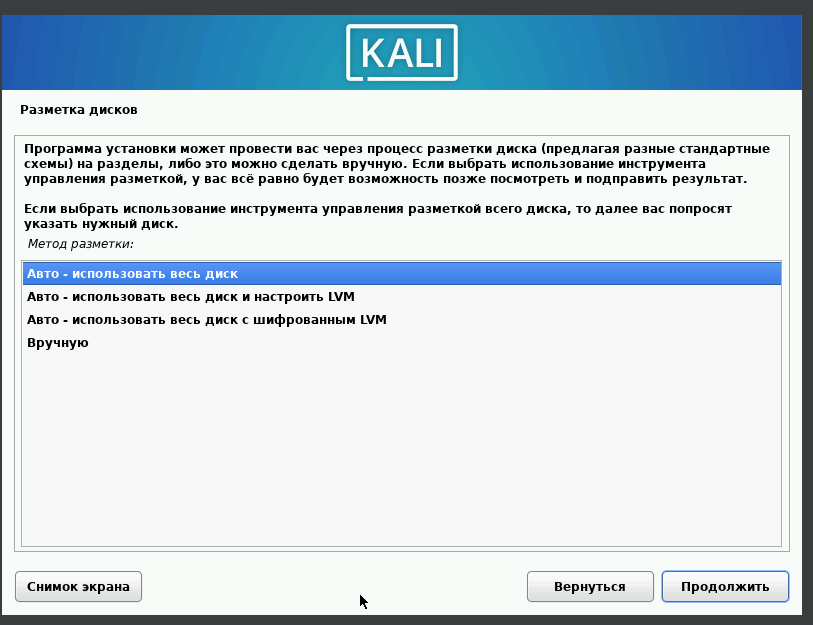 KALI
Разметка дисков
Программа установки может провести вас через процесс разметки диска (предлагая разные стандартные
схемы) на разделы, либо это можно сделать вручную. Если выбрать использование инструмента
управления разметкой, у вас всё равно будет возможность позже посмотреть и подправить результат.
Если выбрать использование инструмента управления разметкой всего диска, то далее вас попросят
указать нужный диск.
Метод разметки:
Авто - использовать весь диск
Авто - использовать весь диск и настроить LVM
Авто - использовать весь диск с шифрованным LVM
Вручную
Снимок экрана
Вернуться
Продолжить